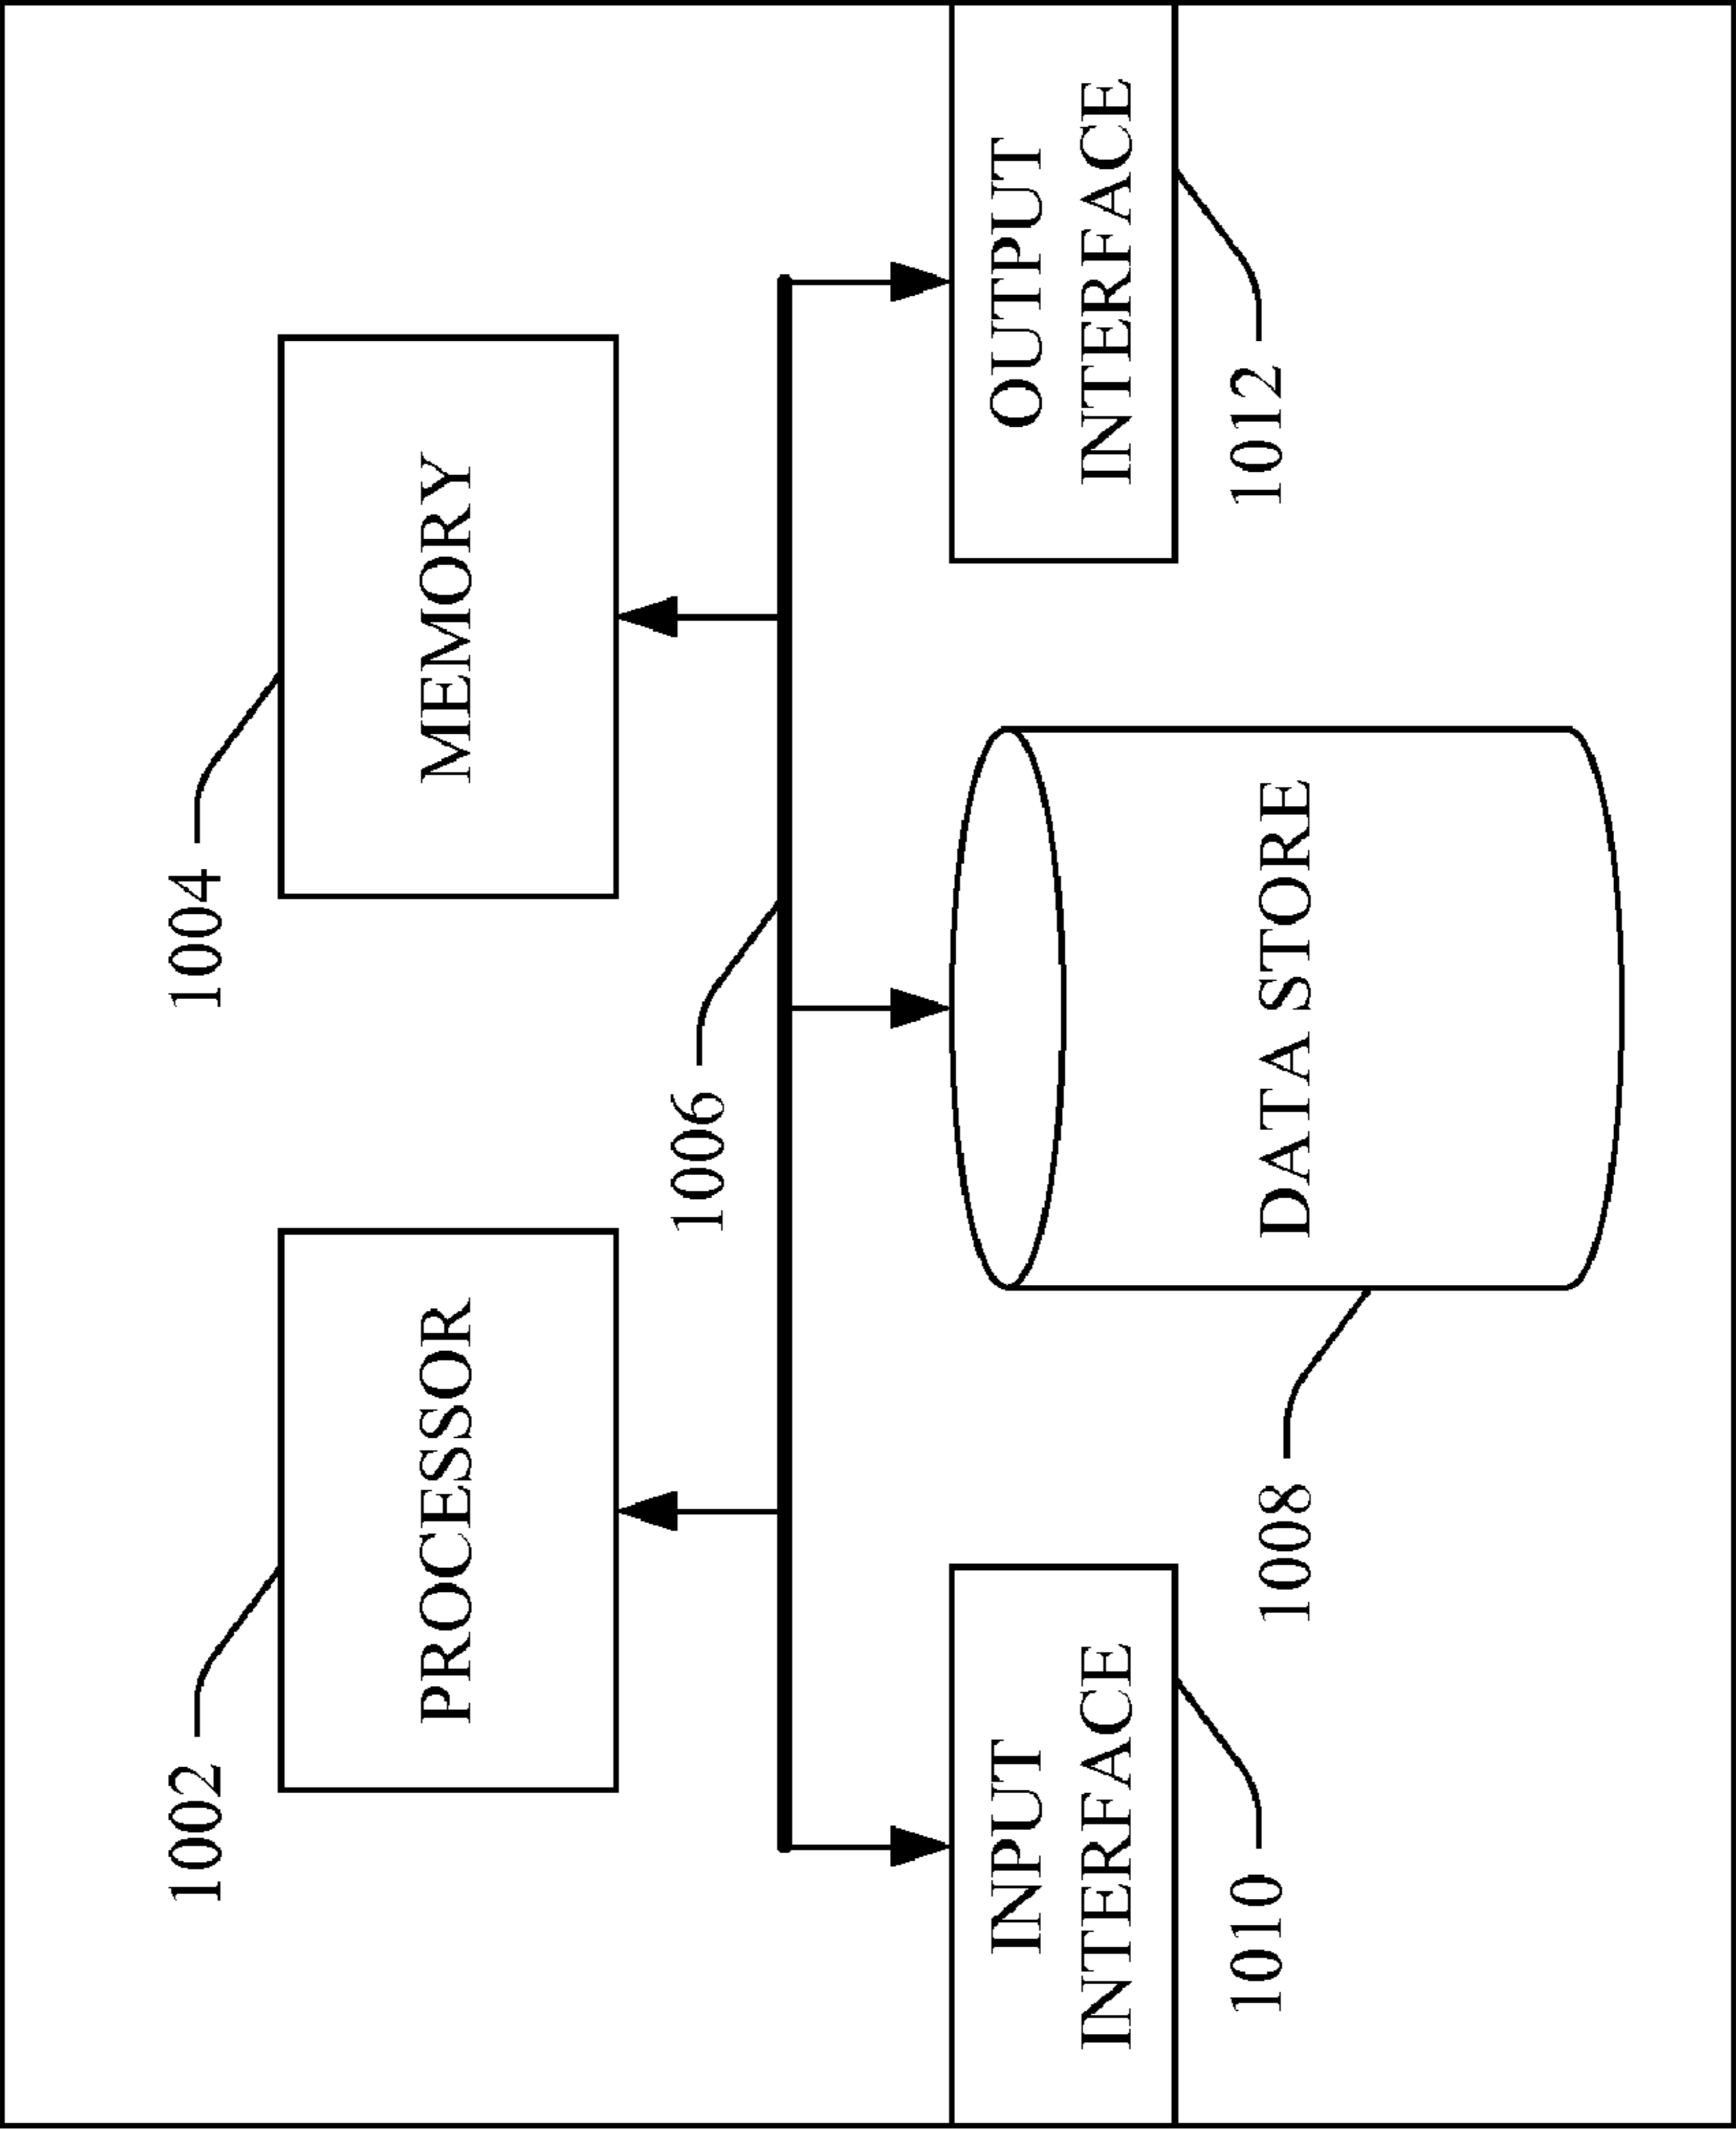 1002
1004
PROCESSOR
MEMORY
1006
INPUT
INTERFACE
OUTPUT
INTERFACE
DATA STORE
1010
1008
1012